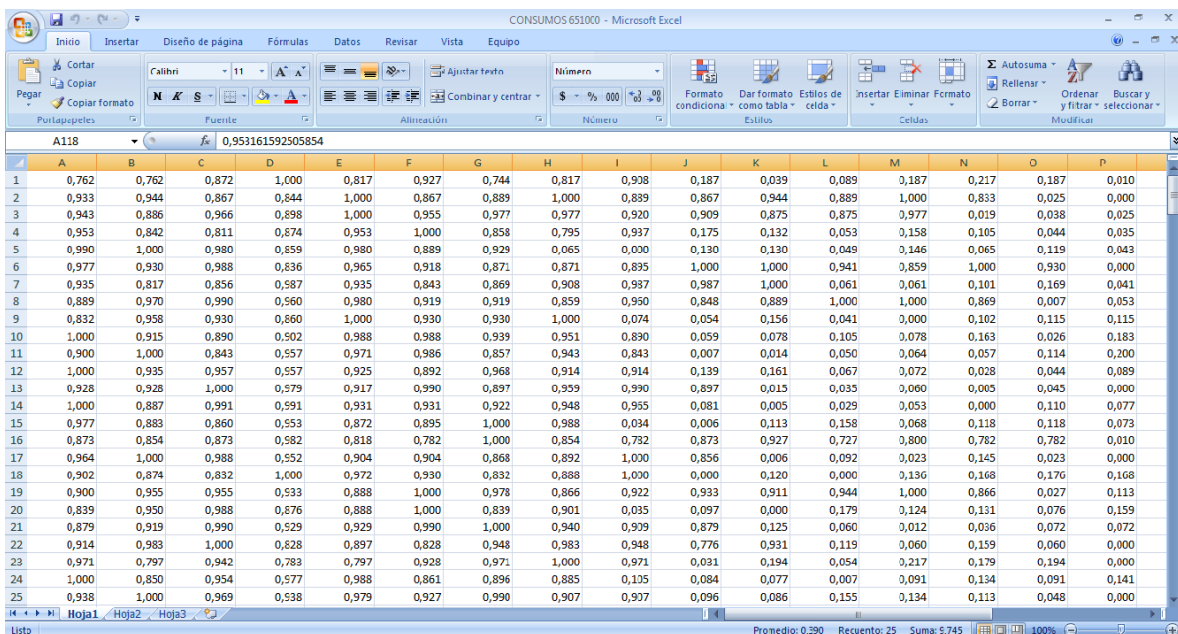 CONSUMOS 651000 - Microsoft Excel
Inicio Insertar Diseño de página Fórmulas Datos Revisar Vista Equipo
Pegar Cortar Copiar Copiar formato Portapapeles
Calibri 11 N K S Fuente
Ajustar texto Combinar y centrar Alineación
Número $ % 000 Número
Formato condicional Dar formato como tabla Estilos de celda Estilos
Insertar Eliminar Formato Celdas
Σ Autosuma Rellenar Borrar Ordenar y filtrar Buscar y seleccionar Modificar
A118 fx 0,953161592505854
A B C D E F G H I J K L M N O P
1 0,762 0,762 0,872 1,000 0,817 0,927 0,744 0,817 0,908 0,187 0,039 0,089 0,187 0,217 0,187 0,010
2 0,933 0,944 0,867 0,844 1,000 0,867 0,889 1,000 0,889 0,867 0,944 0,889 1,000 0,833 0,025 0,000
3 0,943 0,886 0,966 0,898 1,000 0,955 0,977 0,977 0,920 0,909 0,875 0,875 0,977 0,019 0,038 0,025
4 0,953 0,842 0,811 0,874 0,953 1,000 0,858 0,795 0,937 0,175 0,132 0,053 0,158 0,105 0,044 0,035
5 0,990 1,000 0,980 0,859 0,980 0,889 0,929 0,065 0,000 0,130 0,130 0,049 0,146 0,065 0,119 0,043
6 0,977 0,930 0,988 0,836 0,965 0,918 0,871 0,871 0,895 1,000 1,000 0,941 0,859 1,000 0,930 0,000
7 0,935 0,817 0,856 0,987 0,935 0,843 0,869 0,908 0,987 0,987 1,000 0,061 0,061 0,101 0,169 0,041
8 0,889 0,970 0,990 0,960 0,980 0,919 0,919 0,859 0,960 0,848 0,889 1,000 1,000 0,869 0,007 0,053
9 0,832 0,958 0,930 0,860 1,000 0,930 0,930 1,000 0,074 0,054 0,156 0,041 0,000 0,102 0,115 0,115
10 1,000 0,915 0,890 0,902 0,988 0,988 0,939 0,951 0,890 0,059 0,078 0,105 0,078 0,163 0,026 0,183
11 0,900 1,000 0,843 0,957 0,971 0,986 0,857 0,943 0,843 0,007 0,014 0,050 0,064 0,057 0,114 0,200
12 1,000 0,935 0,957 0,957 0,925 0,892 0,968 0,914 0,914 0,139 0,161 0,067 0,072 0,028 0,044 0,089
13 0,928 0,928 1,000 0,979 0,917 0,990 0,897 0,959 0,990 0,897 0,015 0,035 0,060 0,005 0,045 0,000
14 1,000 0,887 0,991 0,991 0,931 0,931 0,922 0,948 0,965 0,081 0,005 0,029 0,053 0,000 0,110 0,077
15 0,977 0,883 0,860 0,953 0,872 0,895 1,000 0,988 0,034 0,006 0,113 0,158 0,068 0,118 0,118 0,073
16 0,873 0,854 0,873 0,982 0,818 0,782 1,000 0,854 0,782 0,873 0,927 0,727 0,800 0,782 0,782 0,010
17 0,964 1,000 0,988 0,952 0,904 0,904 0,868 0,892 1,000 0,856 0,006 0,092 0,023 0,145 0,023 0,000
18 0,902 0,874 0,832 1,000 0,972 0,930 0,832 0,888 1,000 0,000 0,120 0,000 0,136 0,168 0,176 0,168
19 0,900 0,955 0,955 0,933 0,888 1,000 0,978 0,866 0,922 0,933 0,911 0,944 1,000 0,866 0,027 0,113
20 0,839 0,950 0,988 0,876 0,888 1,000 0,839 0,901 0,035 0,097 0,000 0,179 0,124 0,131 0,076 0,159
21 0,879 0,919 0,990 0,929 0,929 0,990 1,000 0,940 0,909 0,879 0,125 0,060 0,012 0,036 0,072 0,072
22 0,914 0,983 1,000 0,828 0,897 0,828 0,948 0,983 0,948 0,776 0,931 0,119 0,060 0,159 0,060 0,000
23 0,971 0,797 0,942 0,783 0,797 0,928 0,971 1,000 0,971 0,031 0,194 0,054 0,217 0,179 0,194 0,000
24 1,000 0,850 0,954 0,977 0,988 0,861 0,896 0,885 0,105 0,084 0,077 0,007 0,091 0,134 0,091 0,141
25 0,938 1,000 0,969 0,938 0,979 0,927 0,990 0,907 0,907 0,096 0,086 0,155 0,134 0,113 0,048 0,000
Hoja1 Hoja2 Hoja3
Listo Promedio: 0,390 Recuento: 25 Suma: 9,745 100%